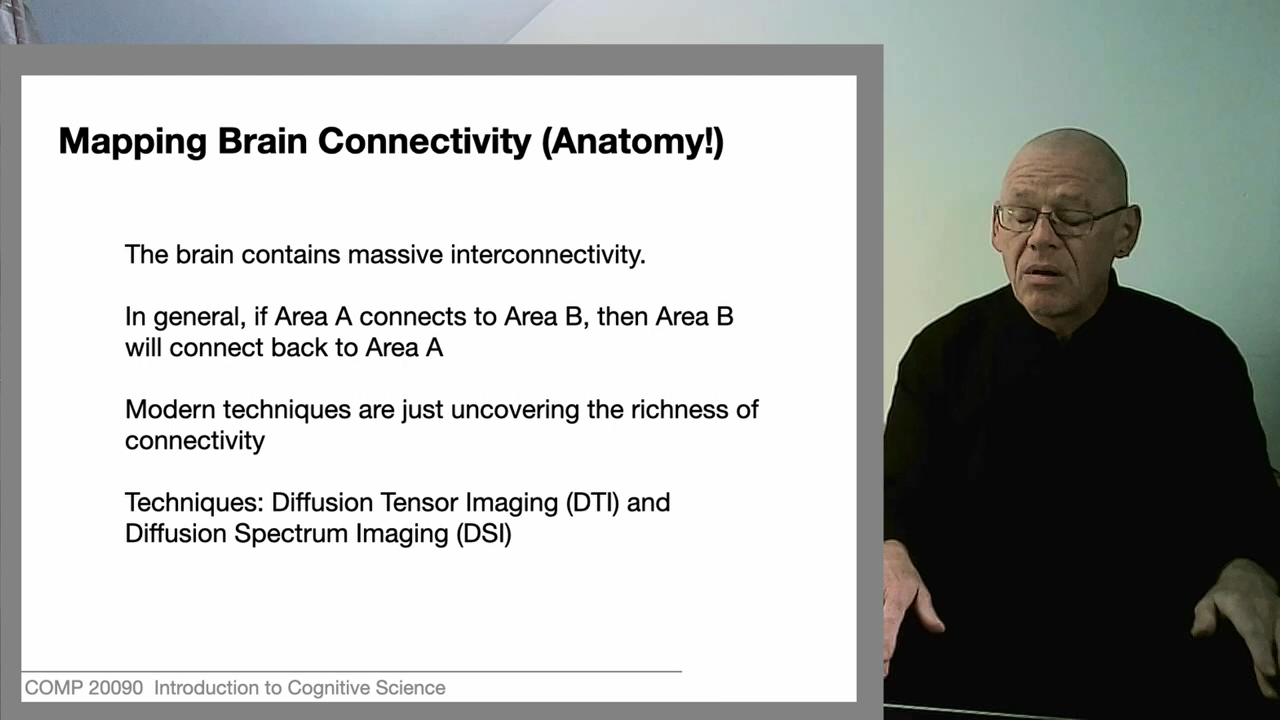 Mapping Brain Connectivity (Anatomy!)
The brain contains massive interconnectivity.
In general, if Area A connects to Area B, then Area B
will connect back to Area A
Modern techniques are just uncovering the richness of
connectivity
Techniques: Diffusion Tensor Imaging (DTI) and
Diffusion Spectrum Imaging (DSI)
COMP 20090 Introduction to Cognitive Science